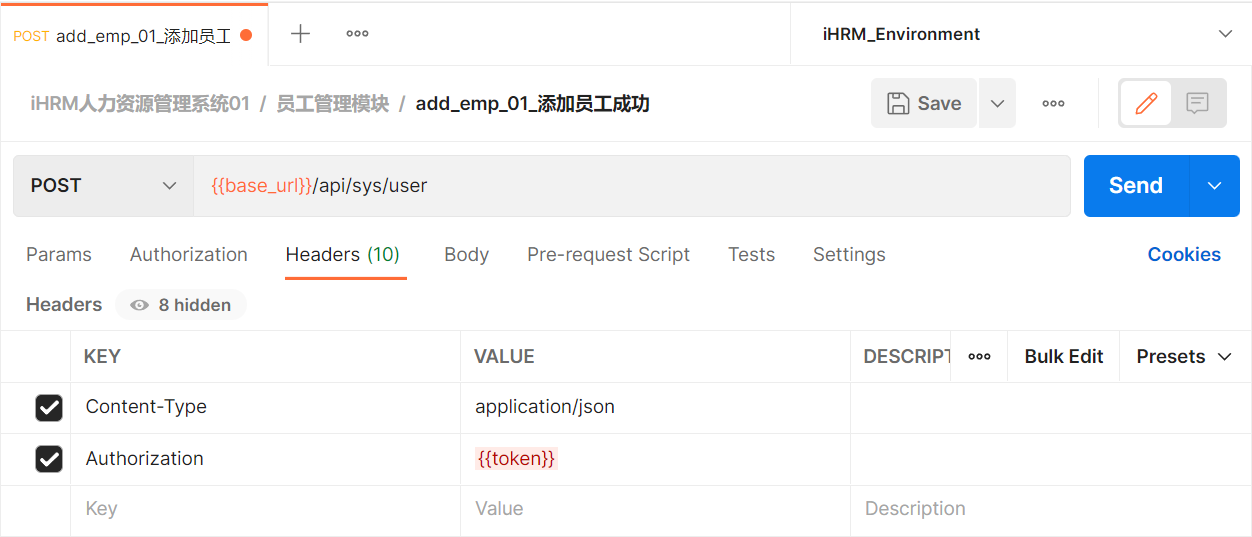 POST add_emp_01_添加员工
iHRM_Environment
iHRM人力资源管理系统01 / 员工管理模块 / add_emp_01_添加员工成功
Save
POST
{{base_url}}/api/sys/user
Send
Params Authorization Headers (10) Body Pre-request Script Tests Settings Cookies
Headers 8 hidden
KEY VALUE DESCRIPT Bulk Edit Presets
Content-Type application/json
Authorization {{token}}
Key Value Description